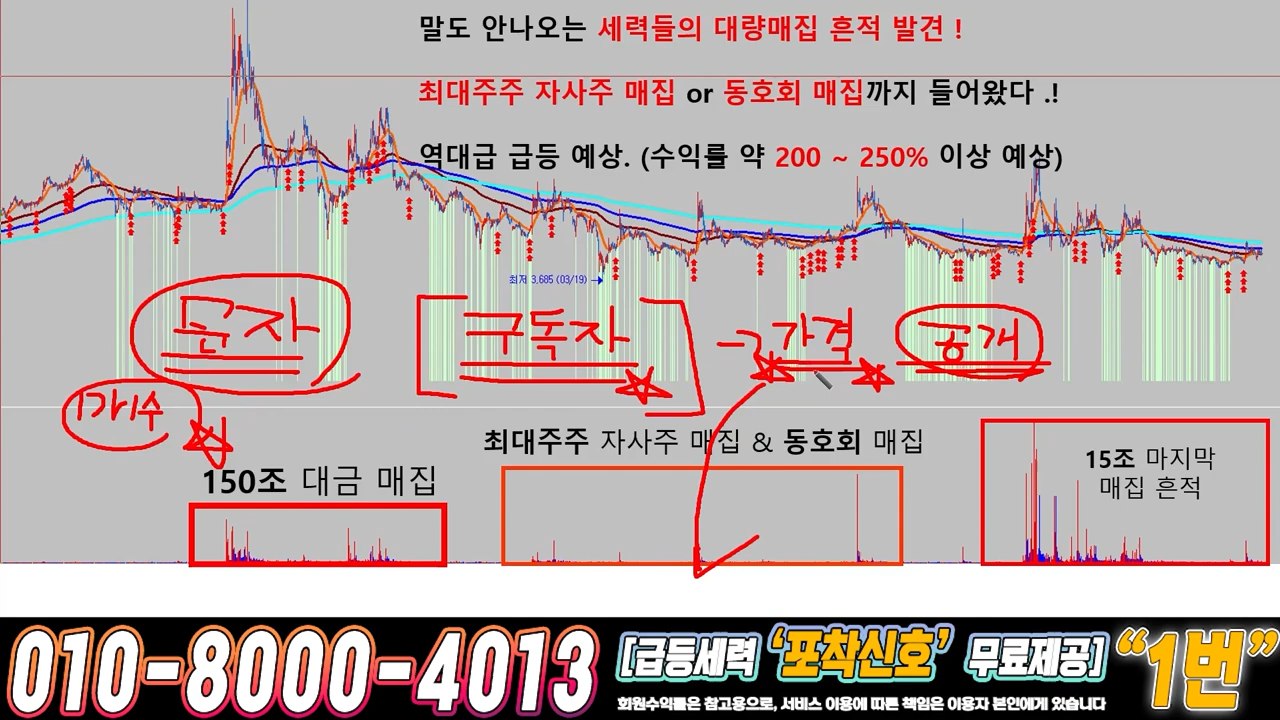 말도 안나오는 세력들의 대량매집 흔적 발견 !
최대주주 자사주 매집 or 동호회 매집까지 들어왔다 .!
역대급 급등 예상. (수익률 약 200 ~ 250% 이상 예상)
최저 3,685 (03/19)
문자 구독자 가격 공개
최대주주 자사주 매집 & 동호회 매집
150조 대금 매집
15조 마지막
매집 흔적
010-8000-4013
[급등세력 '포착신호' 무료제공] "1번"
회원수익률은 참고용으로, 서비스 이용에 따른 책임은 이용자 본인에게 있습니다